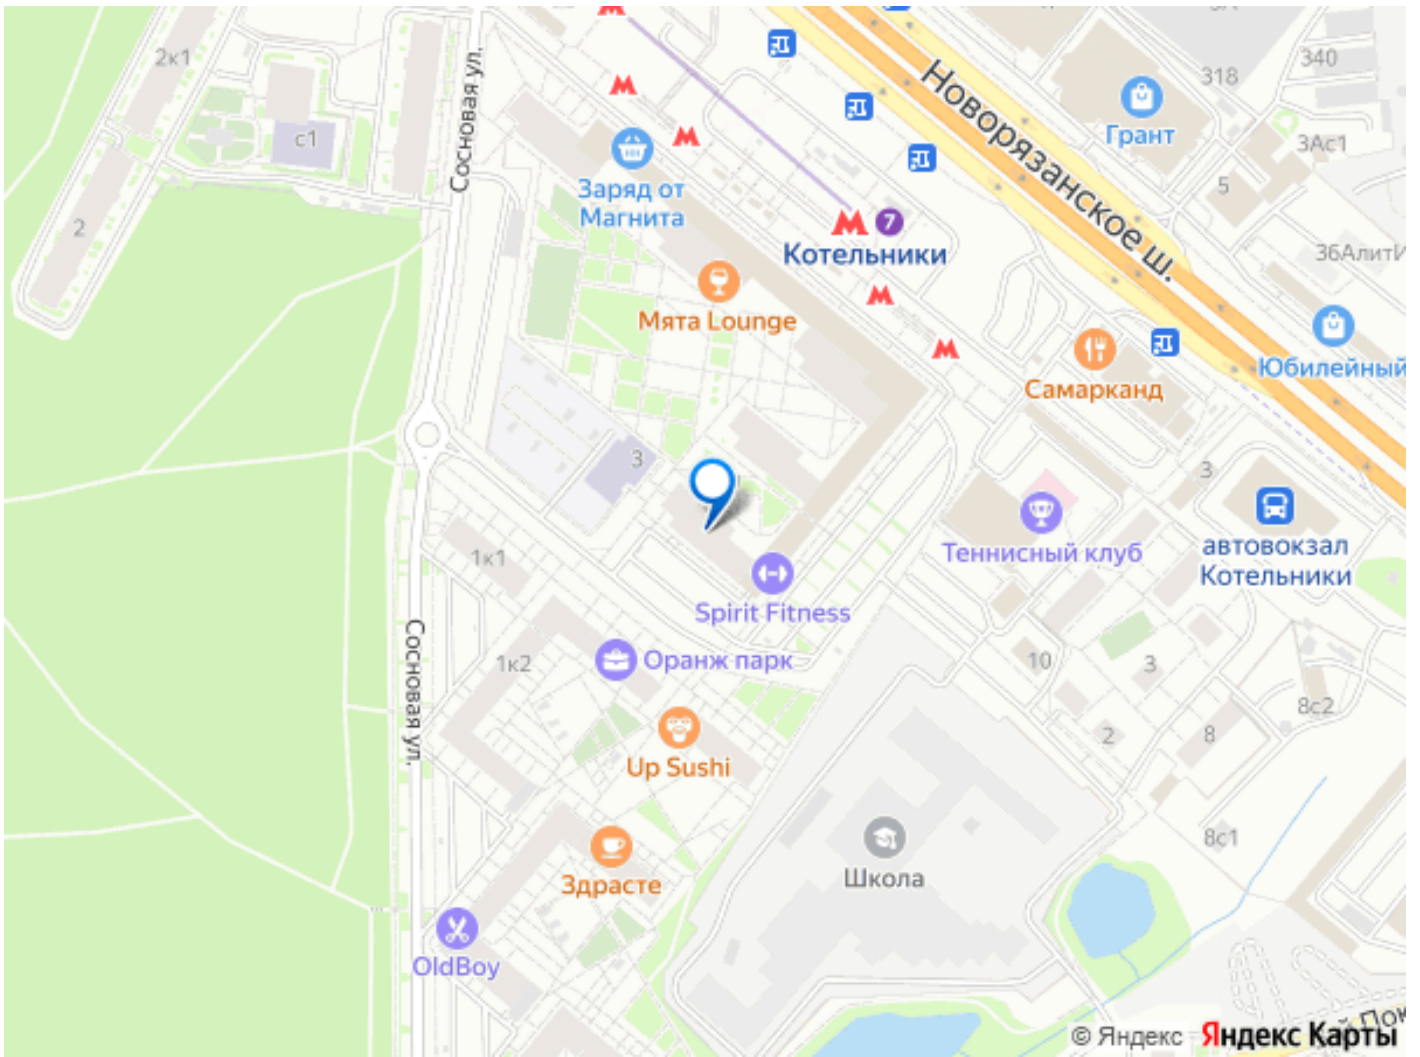 2к1
с1
2
Сосновая ул.
Новорязанское ш.
Грант
318
340
3Ас1
5
Заряд от
Магнита
7
Котельники
Мята Lounge
Самарканд
Юбилейный
3
3
Теннисный клуб
автовокзал
Котельники
1к1
Spirit Fitness
Сосновая ул.
1к2
Оранж парк
10
3
8с2
2
8
Up Sushi
8с1
Школа
Здрасте
OldBoy
© Яндекс Яндекс Карты